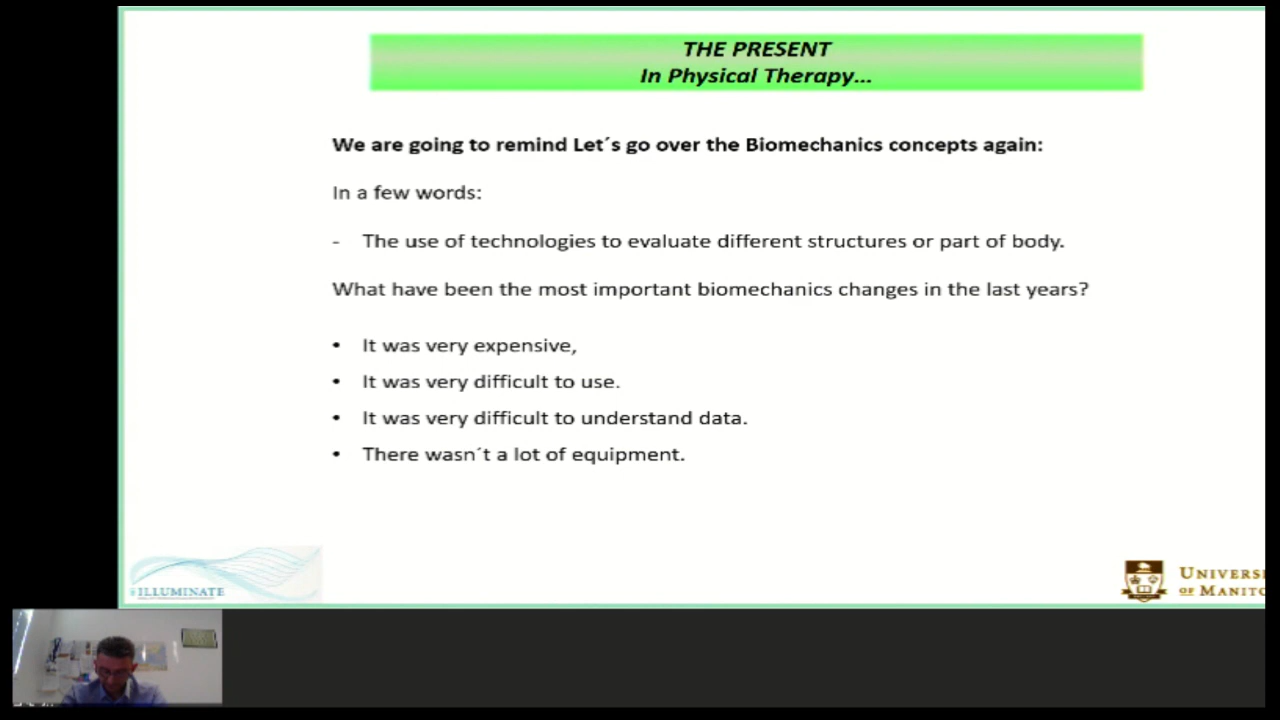 THE PRESENT
In Physical Therapy...
We are going to remind Let´s go over the Biomechanics concepts again:
In a few words:
- The use of technologies to evaluate different structures or part of body.
What have been the most important biomechanics changes in the last years?
• It was very expensive,
• It was very difficult to use.
• It was very difficult to understand data.
• There wasn´t a lot of equipment.
ILLUMINATE
UNIVERSI
OF MANITO